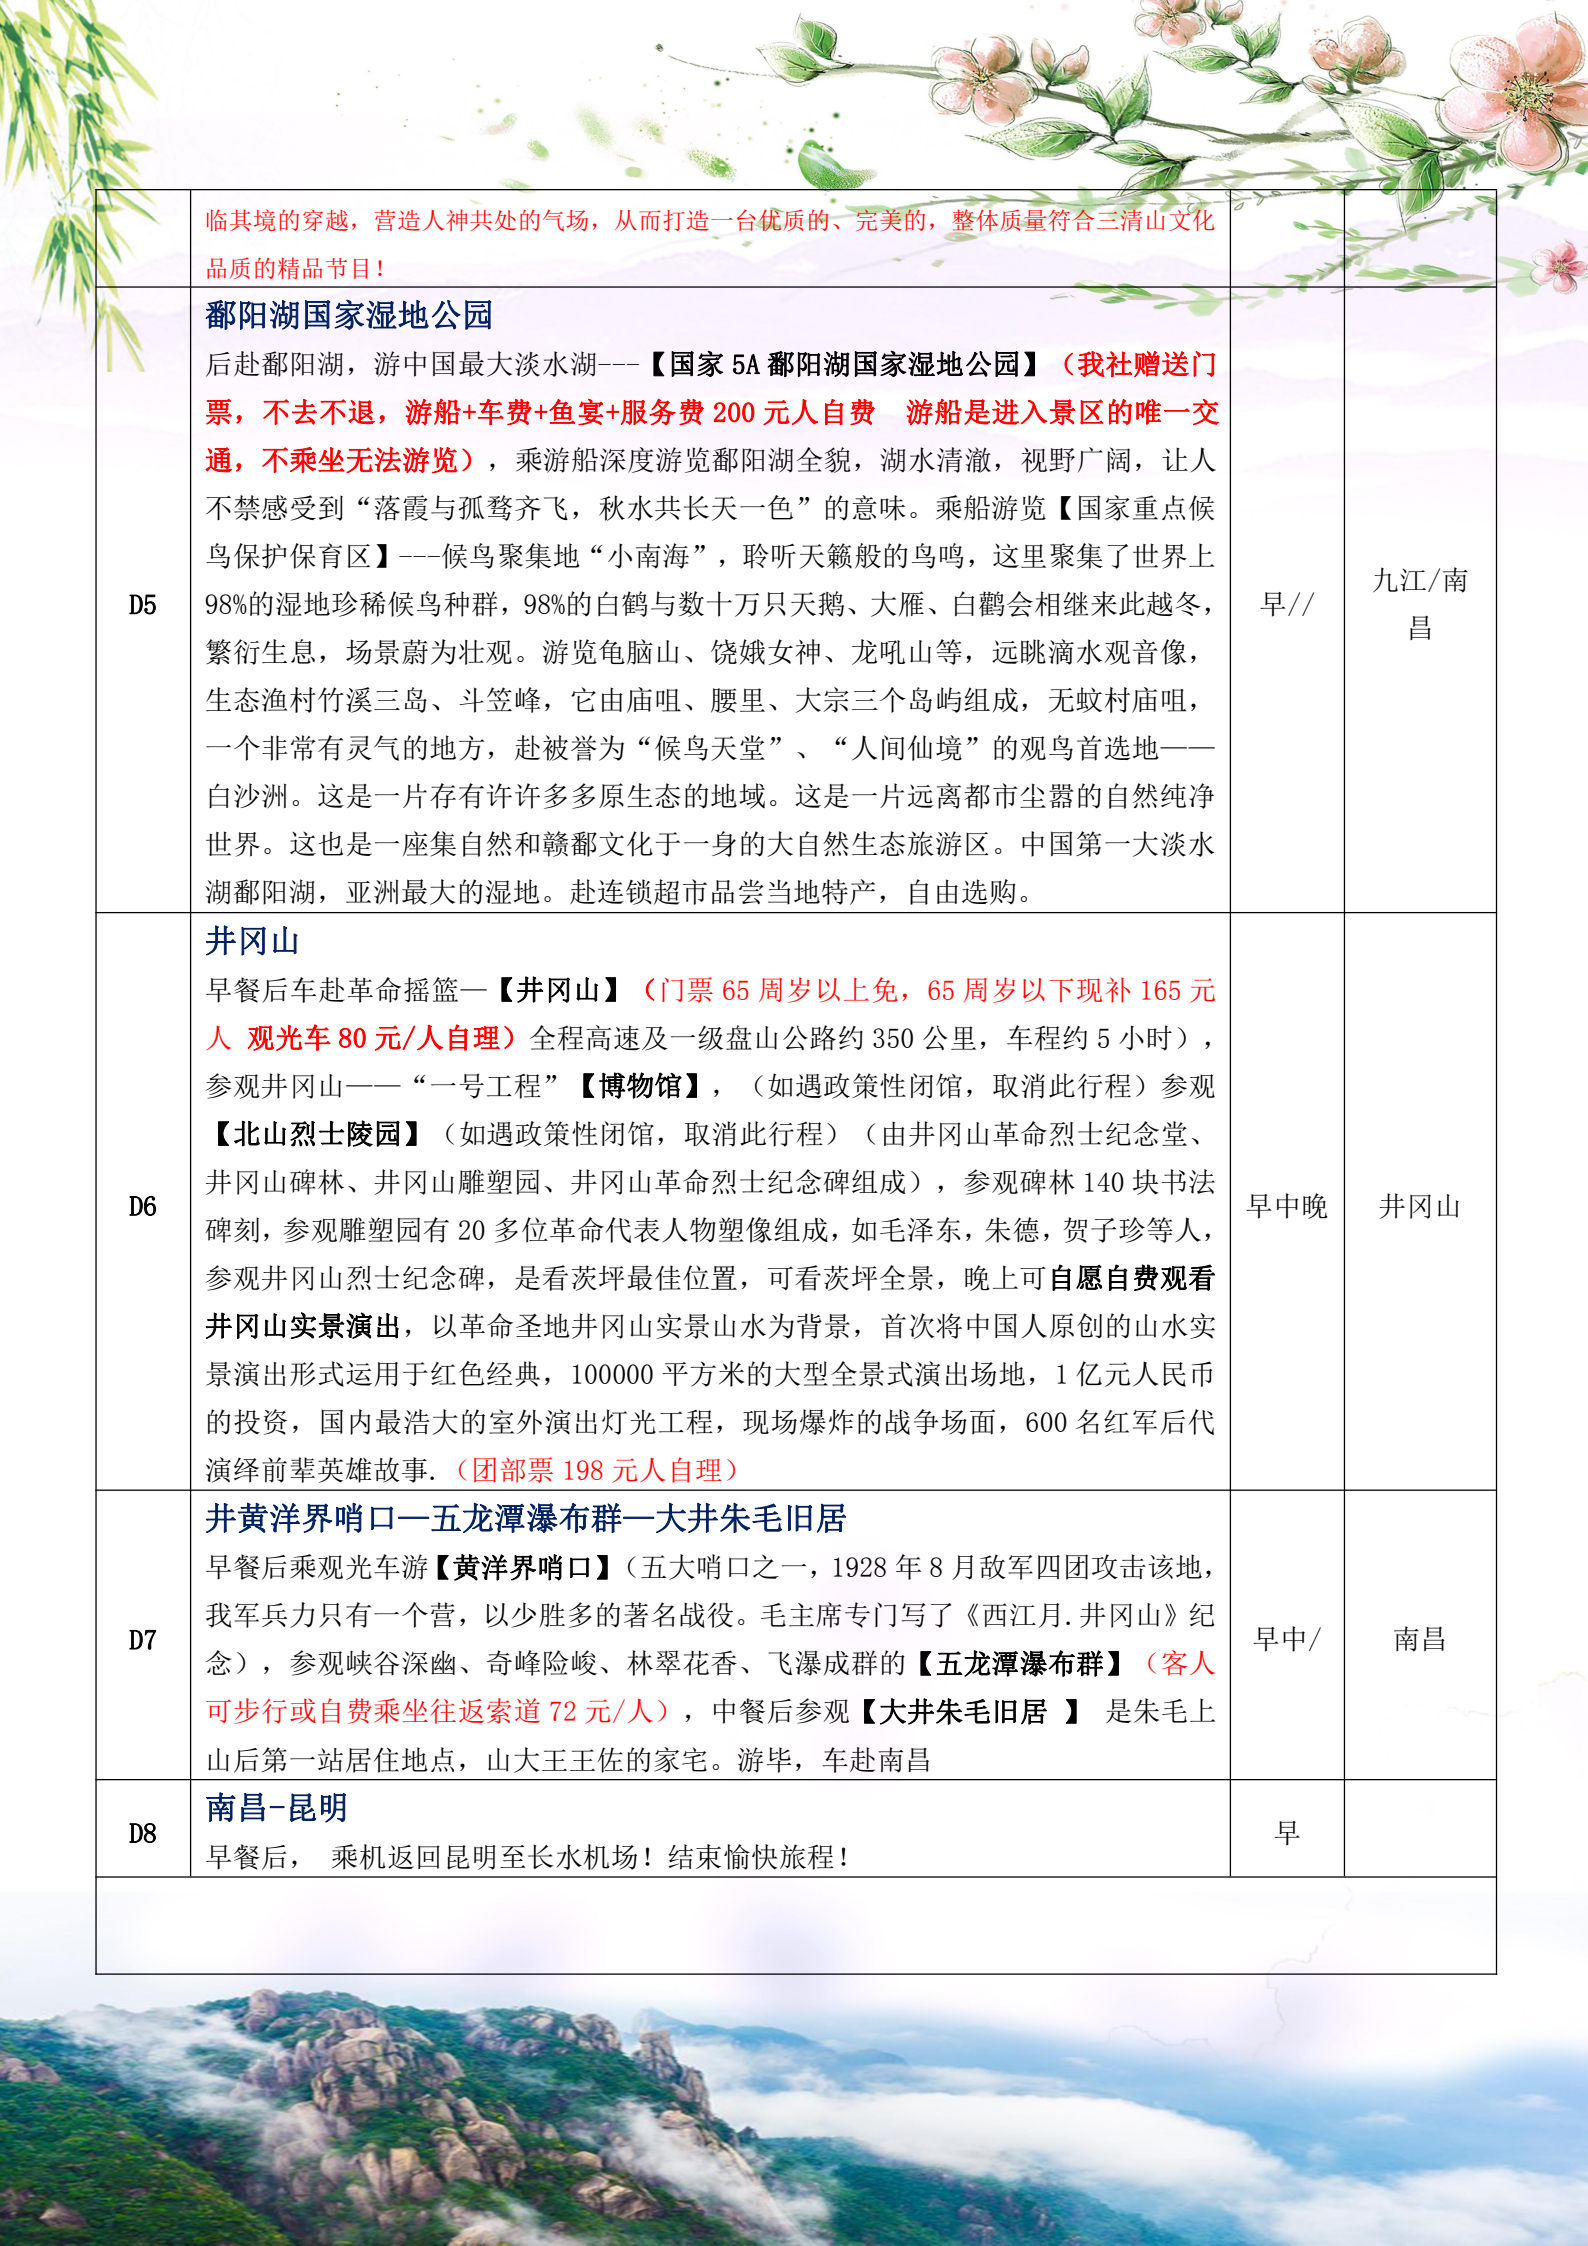 临其境的穿越，营造人神共处的气场，从而打造一台优质的、完美的，整体质量符合三清山文化
品质的精品节目！
D5
鄱阳湖国家湿地公园
后赴鄱阳湖，游中国最大淡水湖---【国家 5A 鄱阳湖国家湿地公园】（我社赠送门
票，不去不退，游船+车费+鱼宴+服务费 200 元人自费 游船是进入景区的唯一交
通，不乘坐无法游览），乘游船深度游览鄱阳湖全貌，湖水清澈，视野广阔，让人
不禁感受到“落霞与孤鹜齐飞，秋水共长天一色”的意味。乘船游览【国家重点候
鸟保护保育区】---候鸟聚集地“小南海”，聆听天籁般的鸟鸣，这里聚集了世界上
98%的湿地珍稀候鸟种群，98%的白鹤与数十万只天鹅、大雁、白鹳会相继来此越冬，
繁衍生息，场景蔚为壮观。游览龟脑山、饶娥女神、龙吼山等，远眺滴水观音像，
生态渔村竹溪三岛、斗笠峰，它由庙咀、腰里、大宗三个岛屿组成，无蚊村庙咀，
一个非常有灵气的地方，赴被誉为“候鸟天堂”、“人间仙境”的观鸟首选地——
白沙洲。这是一片存有许许多多原生态的地域。这是一片远离都市尘嚣的自然纯净
世界。这也是一座集自然和赣鄱文化于一身的大自然生态旅游区。中国第一大淡水
湖鄱阳湖，亚洲最大的湿地。赴连锁超市品尝当地特产，自由选购。
早//
九江/南
昌
D6
井冈山
早餐后车赴革命摇篮—【井冈山】（门票 65 周岁以上免，65 周岁以下现补 165 元
人 观光车 80 元/人自理）全程高速及一级盘山公路约 350 公里，车程约 5 小时），
参观井冈山——“一号工程”【博物馆】，（如遇政策性闭馆，取消此行程）参观
【北山烈士陵园】（如遇政策性闭馆，取消此行程）（由井冈山革命烈士纪念堂、
井冈山碑林、井冈山雕塑园、井冈山革命烈士纪念碑组成），参观碑林 140 块书法
碑刻，参观雕塑园有 20 多位革命代表人物塑像组成，如毛泽东，朱德，贺子珍等人，
参观井冈山烈士纪念碑，是看茨坪最佳位置，可看茨坪全景，晚上可自愿自费观看
井冈山实景演出，以革命圣地井冈山实景山水为背景，首次将中国人原创的山水实
景演出形式运用于红色经典，100000 平方米的大型全景式演出场地，1 亿元人民币
的投资，国内最浩大的室外演出灯光工程，现场爆炸的战争场面，600 名红军后代
演绎前辈英雄故事.（团部票 198 元人自理）
早中晚
井冈山
D7
井黄洋界哨口—五龙潭瀑布群—大井朱毛旧居
早餐后乘观光车游【黄洋界哨口】（五大哨口之一，1928 年 8 月敌军四团攻击该地，
我军兵力只有一个营，以少胜多的著名战役。毛主席专门写了《西江月.井冈山》纪
念），参观峡谷深幽、奇峰险峻、林翠花香、飞瀑成群的【五龙潭瀑布群】（客人
可步行或自费乘坐往返索道 72 元/人），中餐后参观【大井朱毛旧居 】 是朱毛上
山后第一站居住地点，山大王王佐的家宅。游毕，车赴南昌
早中/
南昌
D8
南昌-昆明
早餐后， 乘机返回昆明至长水机场！结束愉快旅程！
早